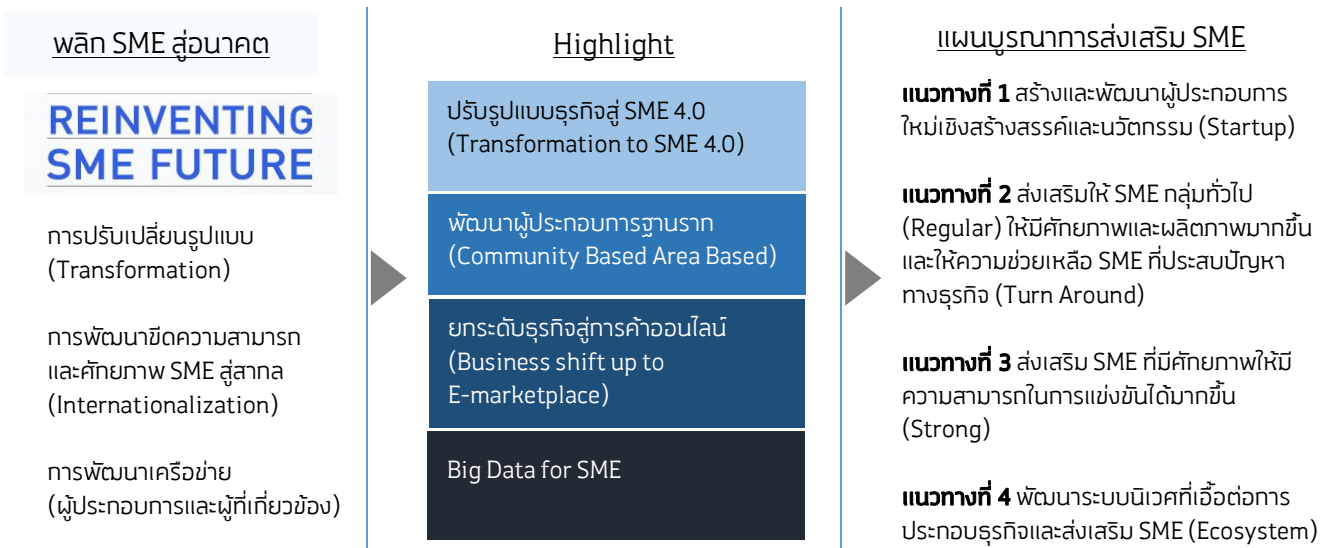 พลิก SME สู่อนาคต
REINVENTING
SME FUTURE
การปรับเปลี่ยนรูปแบบ
(Transformation)
การพัฒนาขีดความสามารถ
และศักยภาพ SME สู่สากล
(Internationalization)
การพัฒนาเครือข่าย
(ผู้ประกอบการและผู้ที่เกี่ยวข้อง)
Highlight
ปรับรูปแบบธุรกิจสู่ SME 4.0
(Transformation to SME 4.0)
พัฒนาผู้ประกอบการฐานราก
(Community Based Area Based)
ยกระดับธุรกิจสู่การค้าออนไลน์
(Business shift up to
E-marketplace)
Big Data for SME
แผนบูรณาการส่งเสริม SME
แนวทางที่ 1 สร้างและพัฒนาผู้ประกอบการ
ใหม่เชิงสร้างสรรค์และนวัตกรรม (Startup)
แนวทางที่ 2 ส่งเสริมให้ SME กลุ่มทั่วไป
(Regular) ให้มีศักยภาพและผลิตภาพมากขึ้น
และให้ความช่วยเหลือ SME ที่ประสบปัญหา
ทางธุรกิจ (Turn Around)
แนวทางที่ 3 ส่งเสริม SME ที่มีศักยภาพให้มี
ความสามารถในการแข่งขันได้มากขึ้น
(Strong)
แนวทางที่ 4 พัฒนาระบบนิเวศที่เอื้อต่อการ
ประกอบธุรกิจและส่งเสริม SME (Ecosystem)